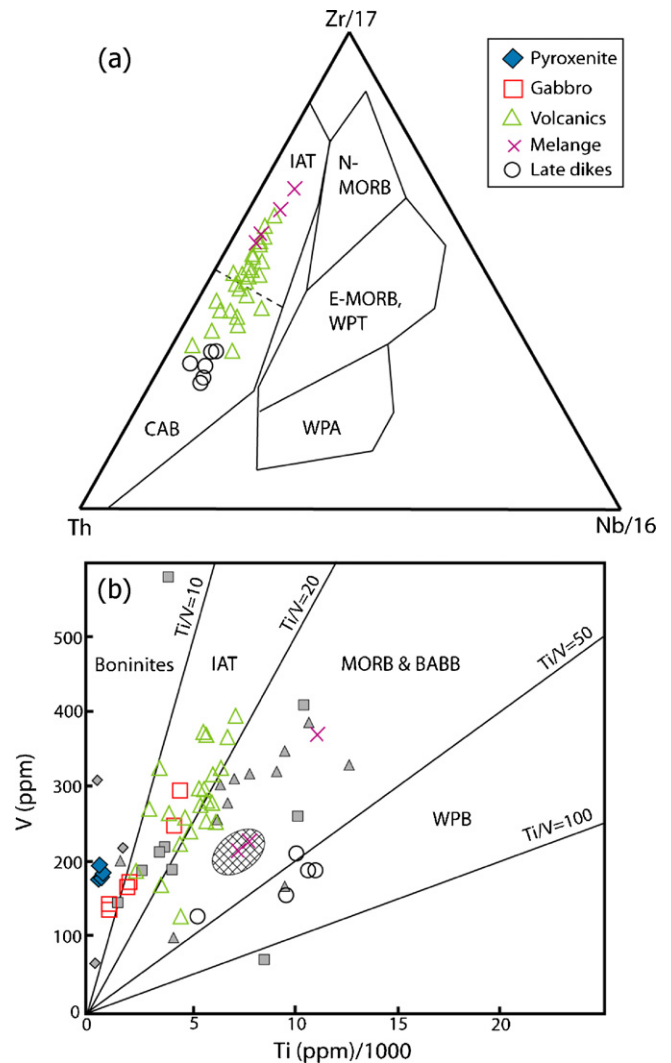 Zr/17
(a)
Pyroxenite
Gabbro
Volcanics
Melange
Late dikes
IAT
N-
MORB
E-MORB,
WPT
CAB
WPA
Th
Nb/16
(b)
Ti/V=10
Ti/V=20
Boninites
IAT
MORB & BABB
Ti/V=50
WPB
Ti/V=100
500
400
300
200
100
0
V (ppm)
0
5
10
15
20
Ti (ppm)/1000